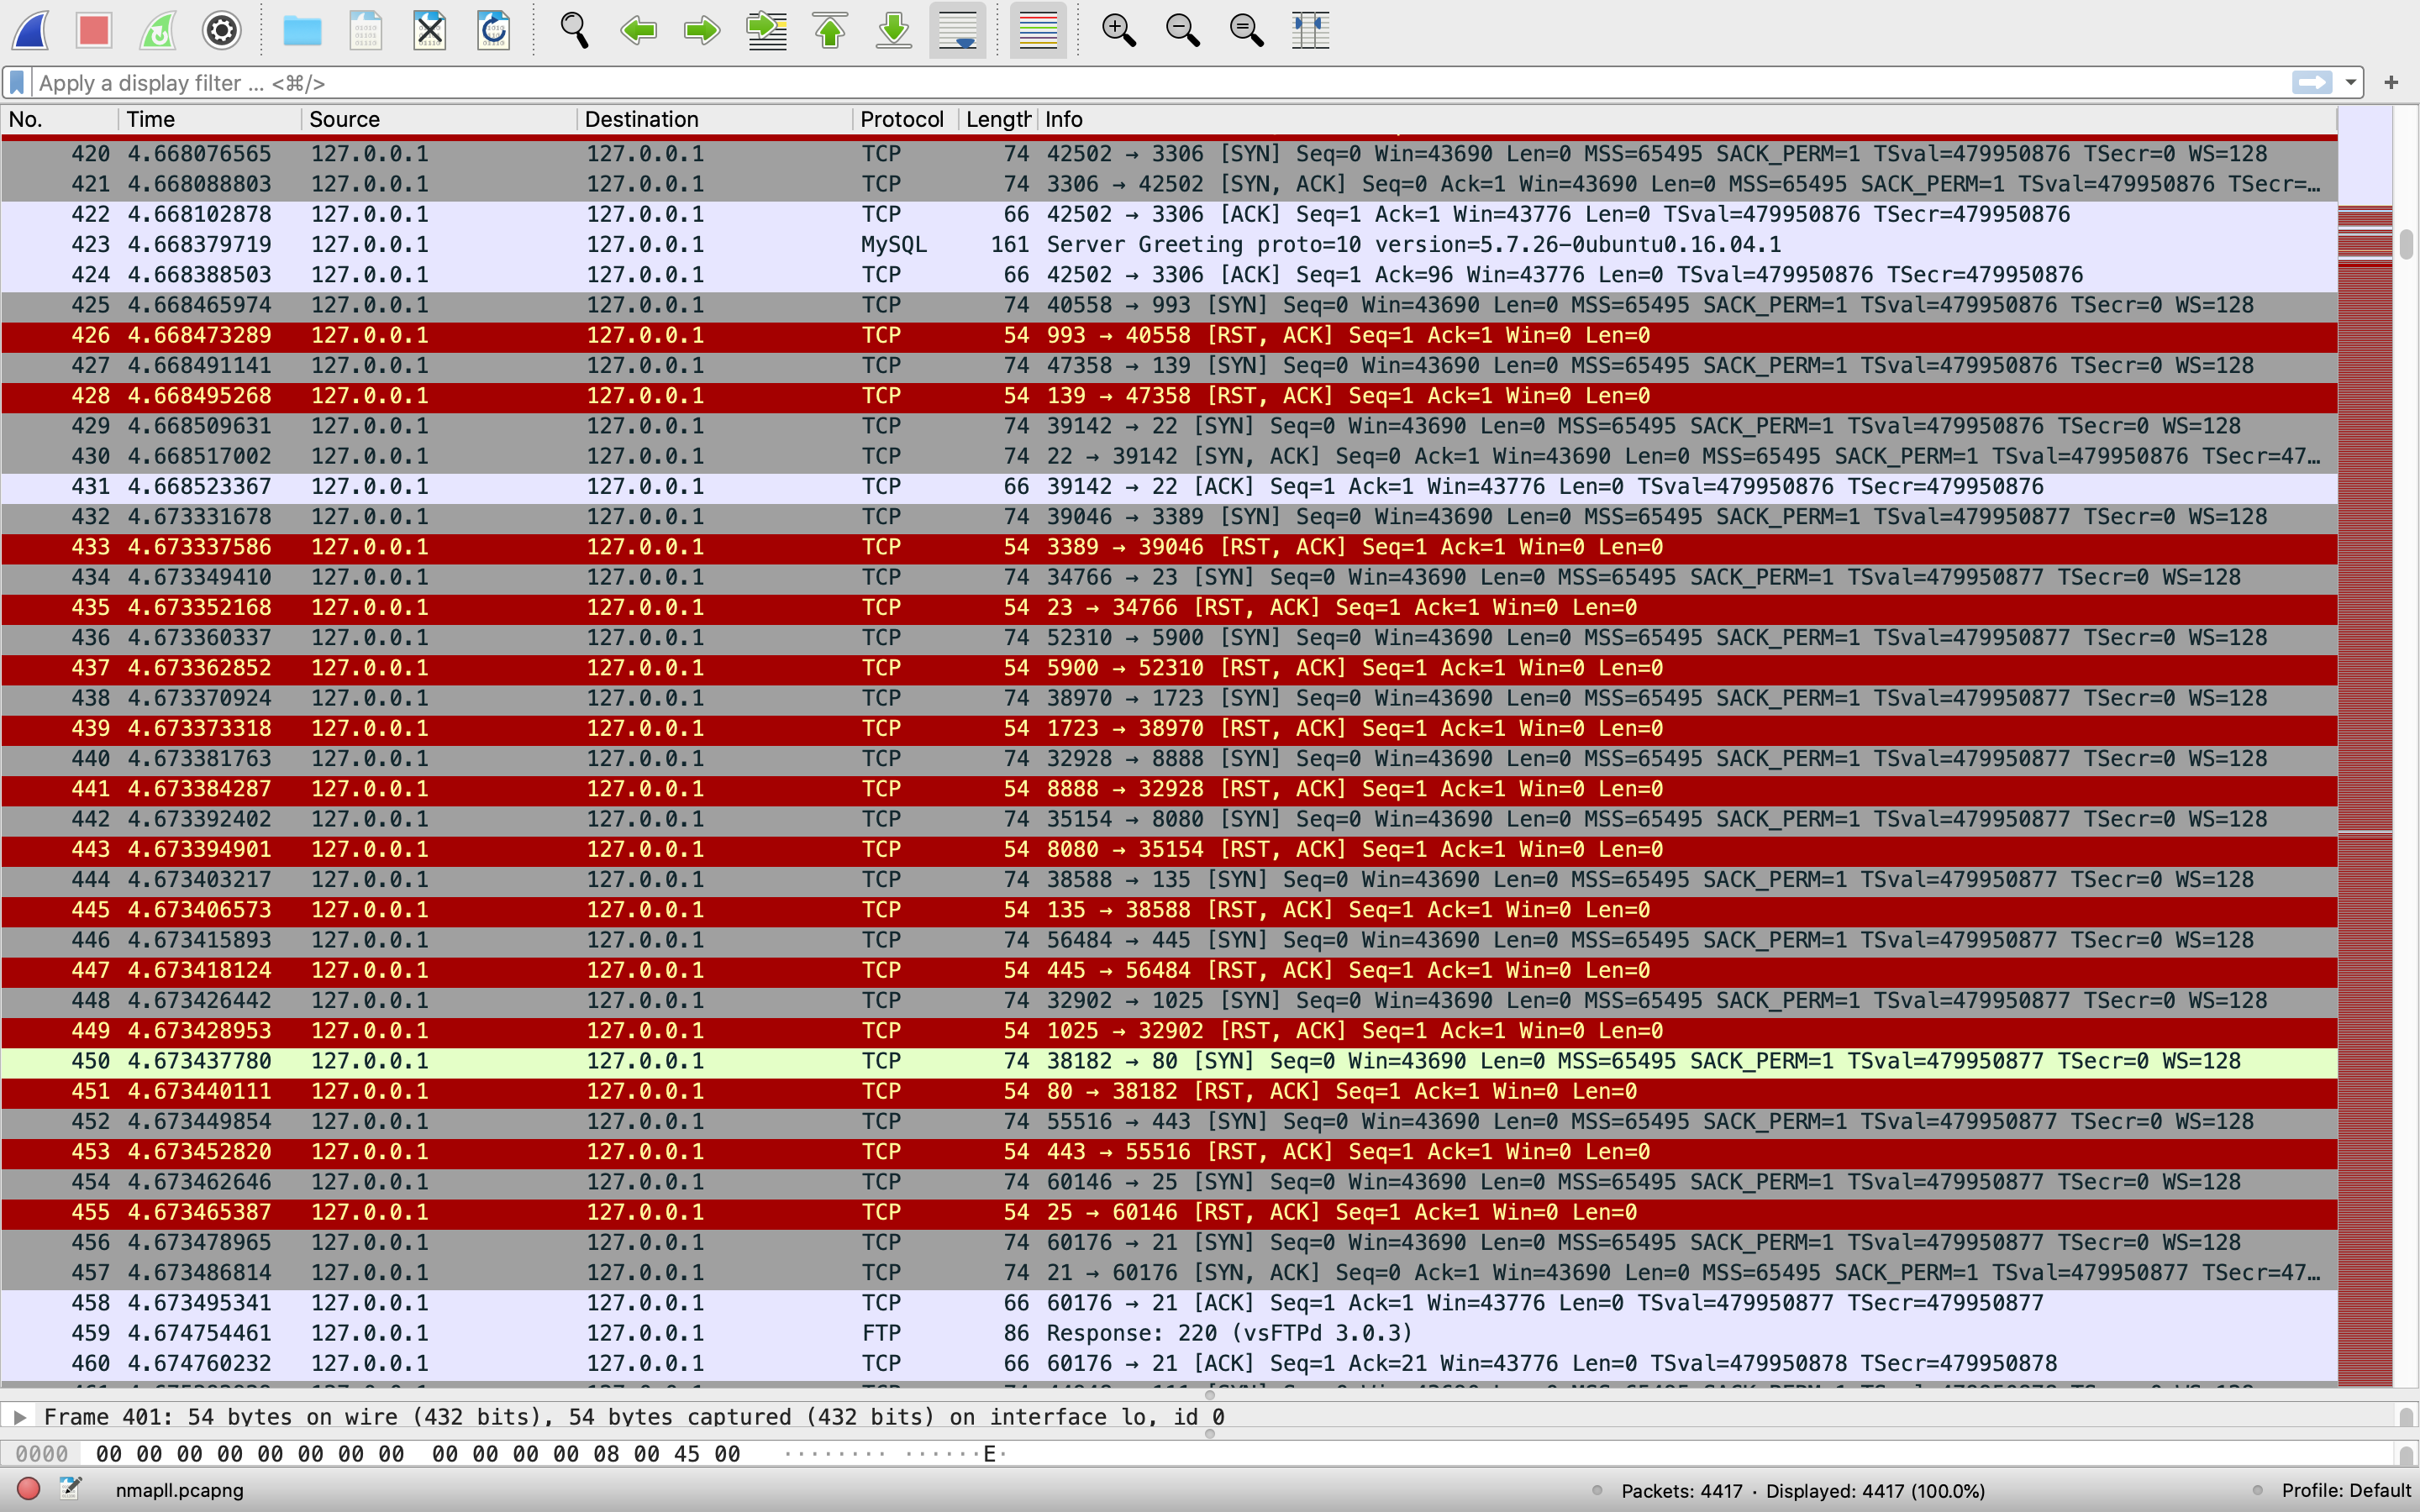 Apply a display filter ... <⌘/>
+
No. Time Source Destination Protocol Length Info
420 4.668076565 127.0.0.1 127.0.0.1 TCP 74 42502 → 3306 [SYN] Seq=0 Win=43690 Len=0 MSS=65495 SACK_PERM=1 TSval=479950876 TSecr=0 WS=128
421 4.668088803 127.0.0.1 127.0.0.1 TCP 74 3306 → 42502 [SYN, ACK] Seq=0 Ack=1 Win=43690 Len=0 MSS=65495 SACK_PERM=1 TSval=479950876 TSecr=…
422 4.668102878 127.0.0.1 127.0.0.1 TCP 66 42502 → 3306 [ACK] Seq=1 Ack=1 Win=43776 Len=0 TSval=479950876 TSecr=479950876
423 4.668379719 127.0.0.1 127.0.0.1 MySQL 161 Server Greeting proto=10 version=5.7.26-0ubuntu0.16.04.1
424 4.668388503 127.0.0.1 127.0.0.1 TCP 66 42502 → 3306 [ACK] Seq=1 Ack=96 Win=43776 Len=0 TSval=479950876 TSecr=479950876
425 4.668465974 127.0.0.1 127.0.0.1 TCP 74 40558 → 993 [SYN] Seq=0 Win=43690 Len=0 MSS=65495 SACK_PERM=1 TSval=479950876 TSecr=0 WS=128
426 4.668473289 127.0.0.1 127.0.0.1 TCP 54 993 → 40558 [RST, ACK] Seq=1 Ack=1 Win=0 Len=0
427 4.668491141 127.0.0.1 127.0.0.1 TCP 74 47358 → 139 [SYN] Seq=0 Win=43690 Len=0 MSS=65495 SACK_PERM=1 TSval=479950876 TSecr=0 WS=128
428 4.668495268 127.0.0.1 127.0.0.1 TCP 54 139 → 47358 [RST, ACK] Seq=1 Ack=1 Win=0 Len=0
429 4.668509631 127.0.0.1 127.0.0.1 TCP 74 39142 → 22 [SYN] Seq=0 Win=43690 Len=0 MSS=65495 SACK_PERM=1 TSval=479950876 TSecr=0 WS=128
430 4.668517002 127.0.0.1 127.0.0.1 TCP 74 22 → 39142 [SYN, ACK] Seq=0 Ack=1 Win=43690 Len=0 MSS=65495 SACK_PERM=1 TSval=479950876 TSecr=47…
431 4.668523367 127.0.0.1 127.0.0.1 TCP 66 39142 → 22 [ACK] Seq=1 Ack=1 Win=43776 Len=0 TSval=479950876 TSecr=479950876
432 4.673331678 127.0.0.1 127.0.0.1 TCP 74 39046 → 3389 [SYN] Seq=0 Win=43690 Len=0 MSS=65495 SACK_PERM=1 TSval=479950877 TSecr=0 WS=128
433 4.673337586 127.0.0.1 127.0.0.1 TCP 54 3389 → 39046 [RST, ACK] Seq=1 Ack=1 Win=0 Len=0
434 4.673349410 127.0.0.1 127.0.0.1 TCP 74 34766 → 23 [SYN] Seq=0 Win=43690 Len=0 MSS=65495 SACK_PERM=1 TSval=479950877 TSecr=0 WS=128
435 4.673352168 127.0.0.1 127.0.0.1 TCP 54 23 → 34766 [RST, ACK] Seq=1 Ack=1 Win=0 Len=0
436 4.673360337 127.0.0.1 127.0.0.1 TCP 74 52310 → 5900 [SYN] Seq=0 Win=43690 Len=0 MSS=65495 SACK_PERM=1 TSval=479950877 TSecr=0 WS=128
437 4.673362852 127.0.0.1 127.0.0.1 TCP 54 5900 → 52310 [RST, ACK] Seq=1 Ack=1 Win=0 Len=0
438 4.673370924 127.0.0.1 127.0.0.1 TCP 74 38970 → 1723 [SYN] Seq=0 Win=43690 Len=0 MSS=65495 SACK_PERM=1 TSval=479950877 TSecr=0 WS=128
439 4.673373318 127.0.0.1 127.0.0.1 TCP 54 1723 → 38970 [RST, ACK] Seq=1 Ack=1 Win=0 Len=0
440 4.673381763 127.0.0.1 127.0.0.1 TCP 74 32928 → 8888 [SYN] Seq=0 Win=43690 Len=0 MSS=65495 SACK_PERM=1 TSval=479950877 TSecr=0 WS=128
441 4.673384287 127.0.0.1 127.0.0.1 TCP 54 8888 → 32928 [RST, ACK] Seq=1 Ack=1 Win=0 Len=0
442 4.673392402 127.0.0.1 127.0.0.1 TCP 74 35154 → 8080 [SYN] Seq=0 Win=43690 Len=0 MSS=65495 SACK_PERM=1 TSval=479950877 TSecr=0 WS=128
443 4.673394901 127.0.0.1 127.0.0.1 TCP 54 8080 → 35154 [RST, ACK] Seq=1 Ack=1 Win=0 Len=0
444 4.673403217 127.0.0.1 127.0.0.1 TCP 74 38588 → 135 [SYN] Seq=0 Win=43690 Len=0 MSS=65495 SACK_PERM=1 TSval=479950877 TSecr=0 WS=128
445 4.673406573 127.0.0.1 127.0.0.1 TCP 54 135 → 38588 [RST, ACK] Seq=1 Ack=1 Win=0 Len=0
446 4.673415893 127.0.0.1 127.0.0.1 TCP 74 56484 → 445 [SYN] Seq=0 Win=43690 Len=0 MSS=65495 SACK_PERM=1 TSval=479950877 TSecr=0 WS=128
447 4.673418124 127.0.0.1 127.0.0.1 TCP 54 445 → 56484 [RST, ACK] Seq=1 Ack=1 Win=0 Len=0
448 4.673426442 127.0.0.1 127.0.0.1 TCP 74 32902 → 1025 [SYN] Seq=0 Win=43690 Len=0 MSS=65495 SACK_PERM=1 TSval=479950877 TSecr=0 WS=128
449 4.673428953 127.0.0.1 127.0.0.1 TCP 54 1025 → 32902 [RST, ACK] Seq=1 Ack=1 Win=0 Len=0
450 4.673437780 127.0.0.1 127.0.0.1 TCP 74 38182 → 80 [SYN] Seq=0 Win=43690 Len=0 MSS=65495 SACK_PERM=1 TSval=479950877 TSecr=0 WS=128
451 4.673440111 127.0.0.1 127.0.0.1 TCP 54 80 → 38182 [RST, ACK] Seq=1 Ack=1 Win=0 Len=0
452 4.673449854 127.0.0.1 127.0.0.1 TCP 74 55516 → 443 [SYN] Seq=0 Win=43690 Len=0 MSS=65495 SACK_PERM=1 TSval=479950877 TSecr=0 WS=128
453 4.673452820 127.0.0.1 127.0.0.1 TCP 54 443 → 55516 [RST, ACK] Seq=1 Ack=1 Win=0 Len=0
454 4.673462646 127.0.0.1 127.0.0.1 TCP 74 60146 → 25 [SYN] Seq=0 Win=43690 Len=0 MSS=65495 SACK_PERM=1 TSval=479950877 TSecr=0 WS=128
455 4.673465387 127.0.0.1 127.0.0.1 TCP 54 25 → 60146 [RST, ACK] Seq=1 Ack=1 Win=0 Len=0
456 4.673478965 127.0.0.1 127.0.0.1 TCP 74 60176 → 21 [SYN] Seq=0 Win=43690 Len=0 MSS=65495 SACK_PERM=1 TSval=479950877 TSecr=0 WS=128
457 4.673486814 127.0.0.1 127.0.0.1 TCP 74 21 → 60176 [SYN, ACK] Seq=0 Ack=1 Win=43690 Len=0 MSS=65495 SACK_PERM=1 TSval=479950877 TSecr=47…
458 4.673495341 127.0.0.1 127.0.0.1 TCP 66 60176 → 21 [ACK] Seq=1 Ack=1 Win=43776 Len=0 TSval=479950877 TSecr=479950877
459 4.674754461 127.0.0.1 127.0.0.1 FTP 86 Response: 220 (vsFTPd 3.0.3)
460 4.674760232 127.0.0.1 127.0.0.1 TCP 66 60176 → 21 [ACK] Seq=1 Ack=21 Win=43776 Len=0 TSval=479950878 TSecr=479950878
Frame 401: 54 bytes on wire (432 bits), 54 bytes captured (432 bits) on interface lo, id 0
0000 00 00 00 00 00 00 00 00 00 00 00 00 08 00 45 00 ········ ······E·
nmapll.pcapng Packets: 4417 · Displayed: 4417 (100.0%) Profile: Default